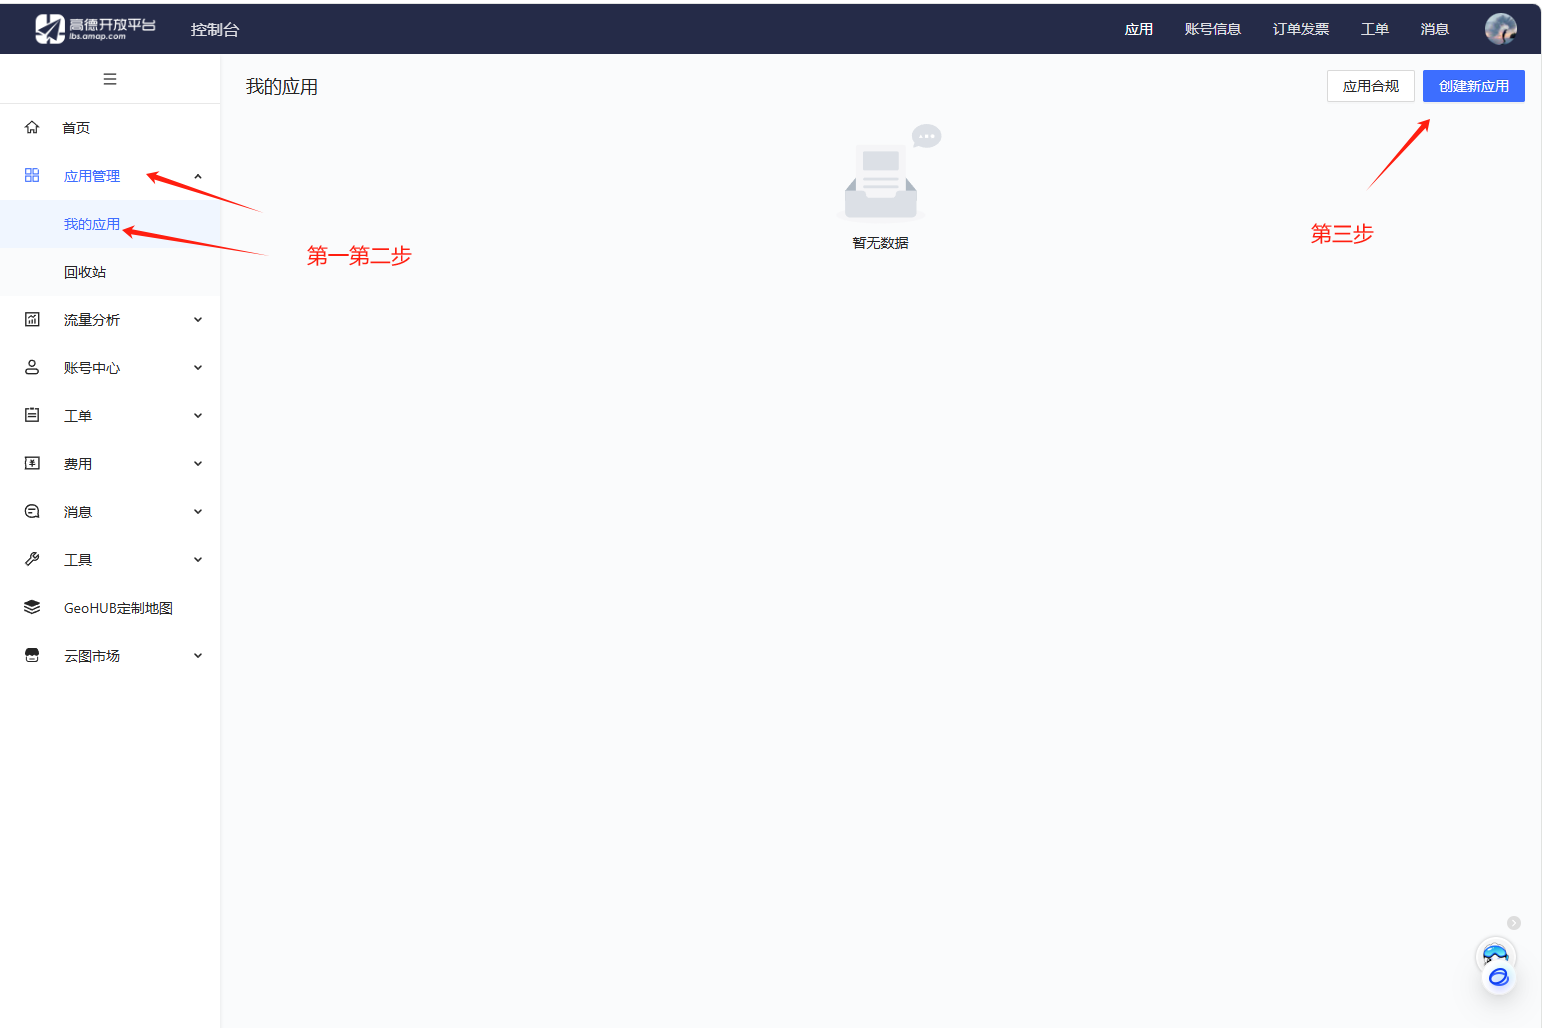 高德开放平台
lbs.amap.com
控制台
应用
账号信息
订单发票
工单
消息
我的应用
应用合规
创建新应用
首页
应用管理
我的应用
回收站
流量分析
账号中心
工单
费用
消息
工具
GeoHUB定制地图
云图市场
第一第二步
暂无数据
第三步